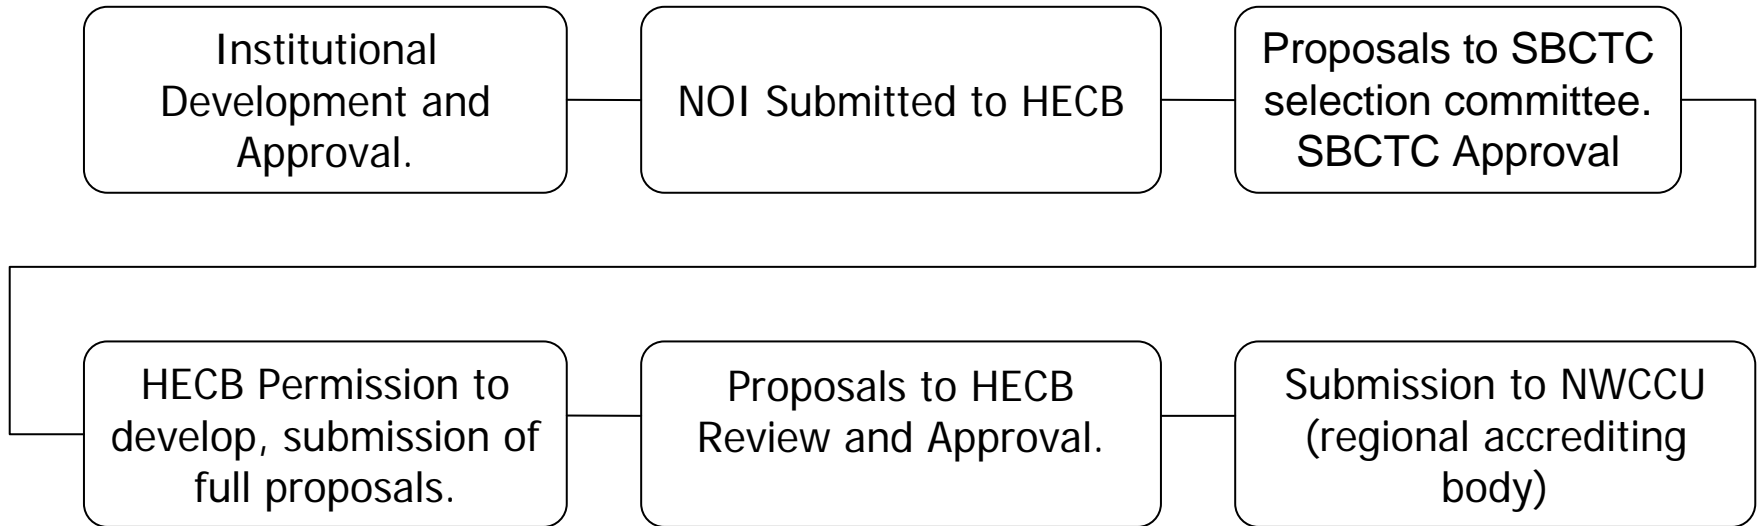 Institutional
Development and
Approval.
NOI Submitted to HECB
Proposals to SBCTC
selection committee.
SBCTC Approval
HECB Permission to
develop, submission of
full proposals.
Proposals to HECB
Review and Approval.
Submission to NWCCU
(regional accrediting
body)